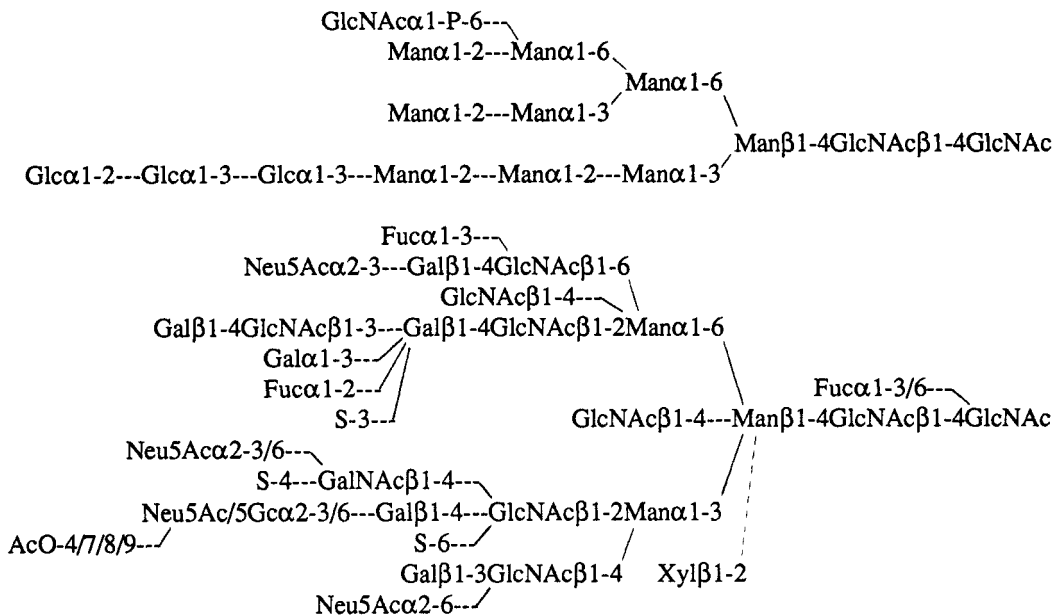 GlcNAcα1-P-6---
Manα1-2---Manα1-6
Manα1-6
Manα1-2---Manα1-3
Manβ1-4GlcNAcβ1-4GlcNAc
Glcα1-2---Glcα1-3---Glcα1-3---Manα1-2---Manα1-2---Manα1-3
Fucα1-3---
Neu5Acα2-3---Galβ1-4GlcNAcβ1-6
GlcNAcβ1-4---
Galβ1-4GlcNAcβ1-3---Galβ1-4GlcNAcβ1-2Manα1-6
Galα1-3---
Fucα1-2---
Fucα1-3/6---
S-3---
GlcNAcβ1-4---Manβ1-4GlcNAcβ1-4GlcNAc
Neu5Acα2-3/6---
S-4---GalNAcβ1-4---
Neu5Ac/5Gcα2-3/6---Galβ1-4---GlcNAcβ1-2Manα1-3
AcO-4/7/8/9---
S-6---
Galβ1-3GlcNAcβ1-4
Xylβ1-2
Neu5Acα2-6---